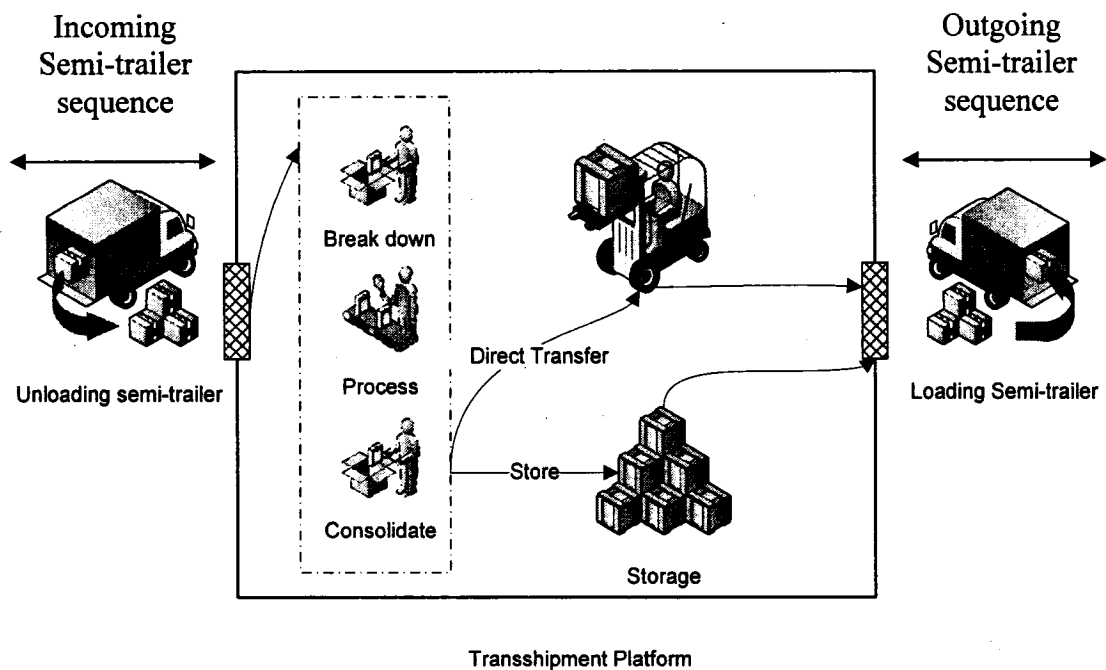 Incoming
Semi-trailer
sequence
Outgoing
Semi-trailer
sequence
Break down
Process
Consolidate
Direct Transfer
Store
Storage
Unloading semi-trailer
Loading Semi-trailer
Transshipment Platform